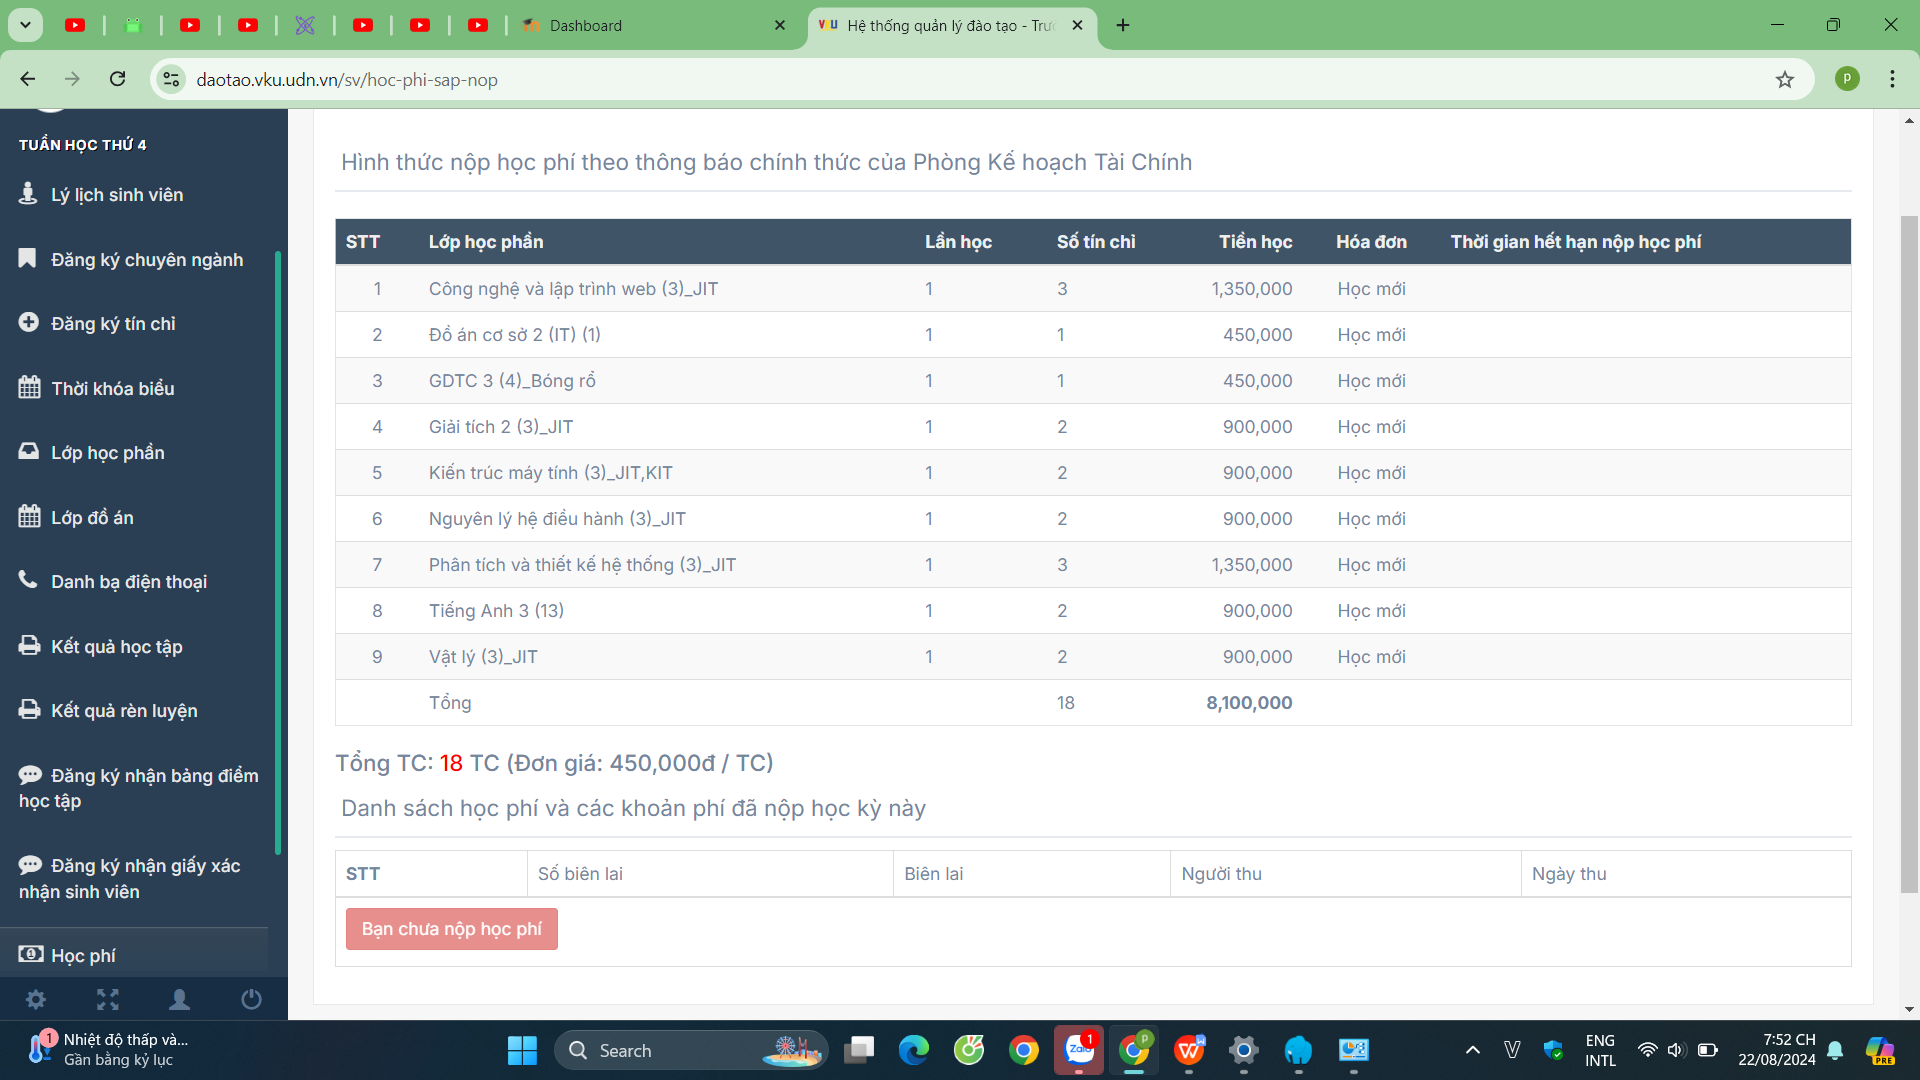 Dashboard
VKU Hệ thống quản lý đào tạo - Trườ
daotao.vku.udn.vn/sv/hoc-phi-sap-nop
P
TUẦN HỌC THỨ 4
Lý lịch sinh viên
Đăng ký chuyên ngành
Đăng ký tín chỉ
Thời khóa biểu
Lớp học phần
Lớp đồ án
Danh bạ điện thoại
Kết quả học tập
Kết quả rèn luyện
Đăng ký nhận bảng điểm
học tập
Đăng ký nhận giấy xác
nhận sinh viên
Học phí
Hình thức nộp học phí theo thông báo chính thức của Phòng Kế hoạch Tài Chính
STT Lớp học phần Lần học Số tín chỉ Tiền học Hóa đơn Thời gian hết hạn nộp học phí
1 Công nghệ và lập trình web (3)_JIT 1 3 1,350,000 Học mới
2 Đồ án cơ sở 2 (IT) (1) 1 1 450,000 Học mới
3 GDTC 3 (4)_Bóng rổ 1 1 450,000 Học mới
4 Giải tích 2 (3)_JIT 1 2 900,000 Học mới
5 Kiến trúc máy tính (3)_JIT,KIT 1 2 900,000 Học mới
6 Nguyên lý hệ điều hành (3)_JIT 1 2 900,000 Học mới
7 Phân tích và thiết kế hệ thống (3)_JIT 1 3 1,350,000 Học mới
8 Tiếng Anh 3 (13) 1 2 900,000 Học mới
9 Vật lý (3)_JIT 1 2 900,000 Học mới
Tổng 18 8,100,000
Tổng TC: 18 TC (Đơn giá: 450,000đ / TC)
Danh sách học phí và các khoản phí đã nộp học kỳ này
STT Số biên lai Biên lai Người thu Ngày thu
Bạn chưa nộp học phí
1 Nhiệt độ thấp và...
Gần bằng kỷ lục
Search
Zalo 1
P
W
V
ENG
INTL
7:52 CH
22/08/2024
PRE